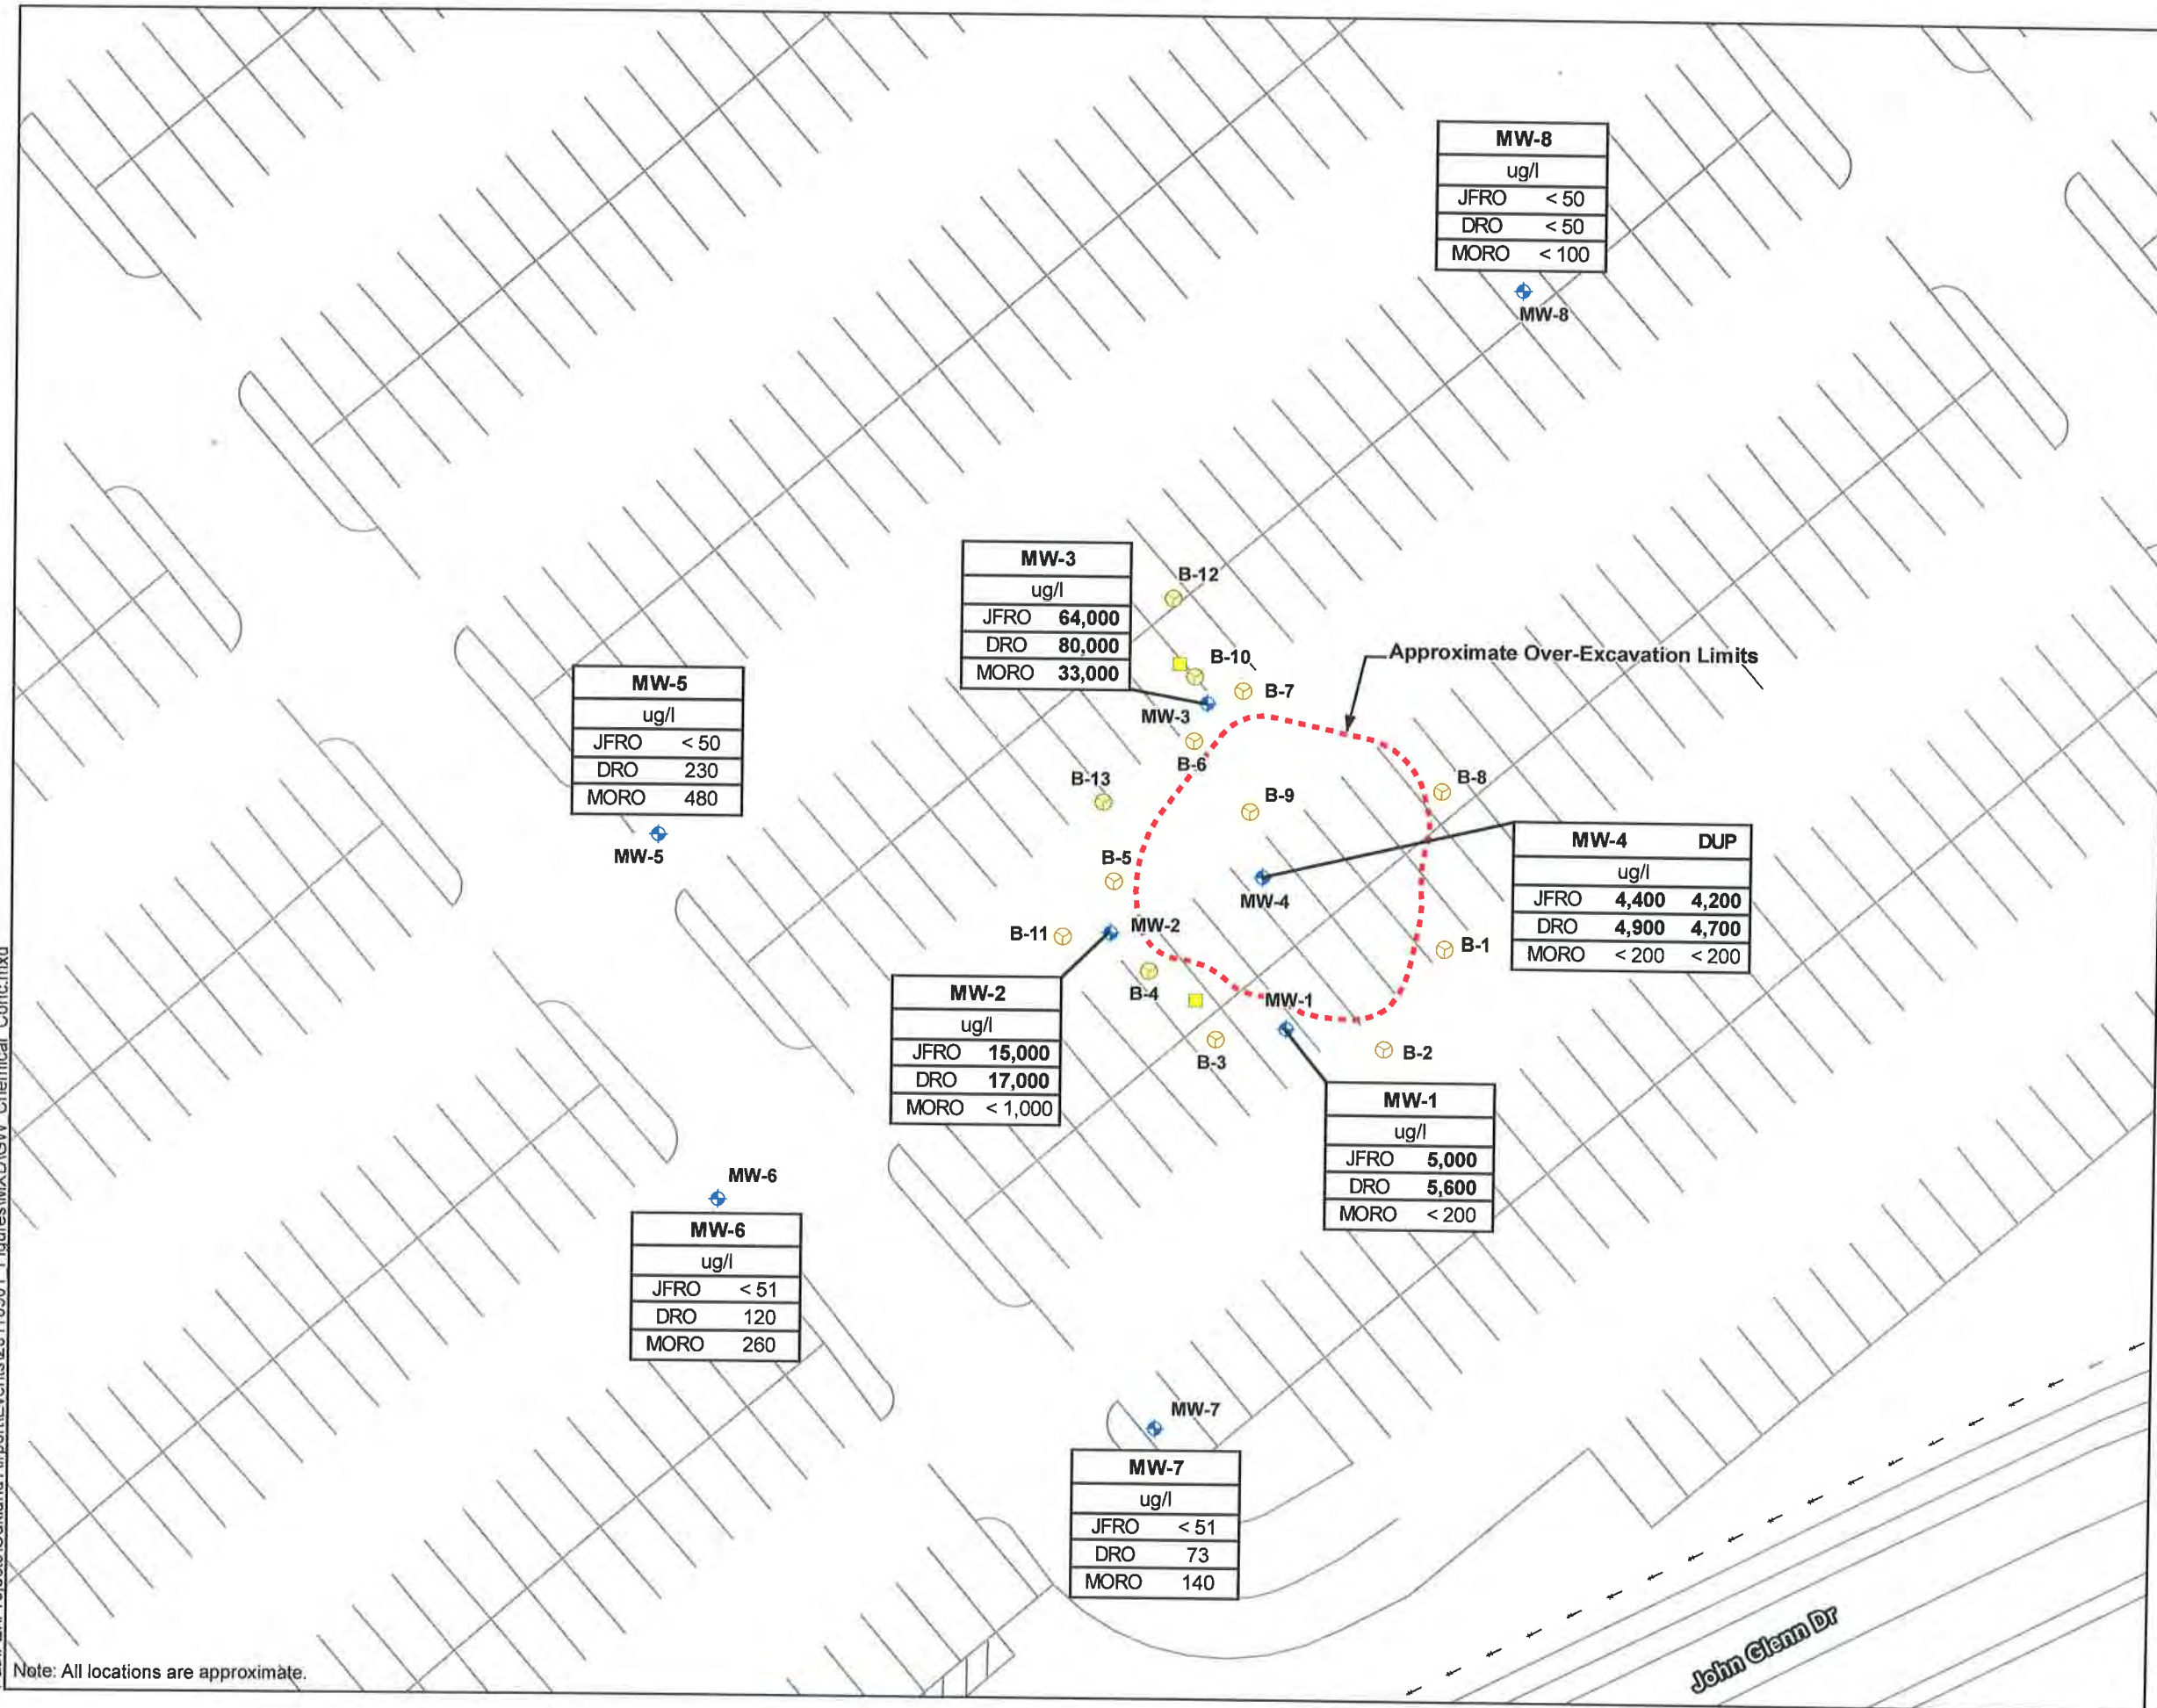 MW-8
ug/l
JFRO < 50
DRO < 50
MORO < 100
MW-8
MW-3
ug/l
JFRO 64,000
DRO 80,000
MORO 33,000
B-12
B-10
B-7
MW-3
B-6
Approximate Over-Excavation Limits
MW-5
ug/l
JFRO < 50
DRO 230
MORO 480
MW-5
B-13
B-9
B-8
B-5
MW-4 DUP
ug/l
JFRO 4,400 4,200
DRO 4,900 4,700
MORO < 200 < 200
MW-4
MW-2
B-11
B-1
B-4
MW-2
ug/l
JFRO 15,000
DRO 17,000
MORO < 1,000
MW-1
B-3
B-2
MW-1
ug/l
JFRO 5,000
DRO 5,600
MORO < 200
MW-6
MW-6
ug/l
JFRO < 51
DRO 120
MORO 260
MW-7
MW-7
ug/l
JFRO < 51
DRO 73
MORO 140
John Glenn Dr
Note: All locations are approximate.